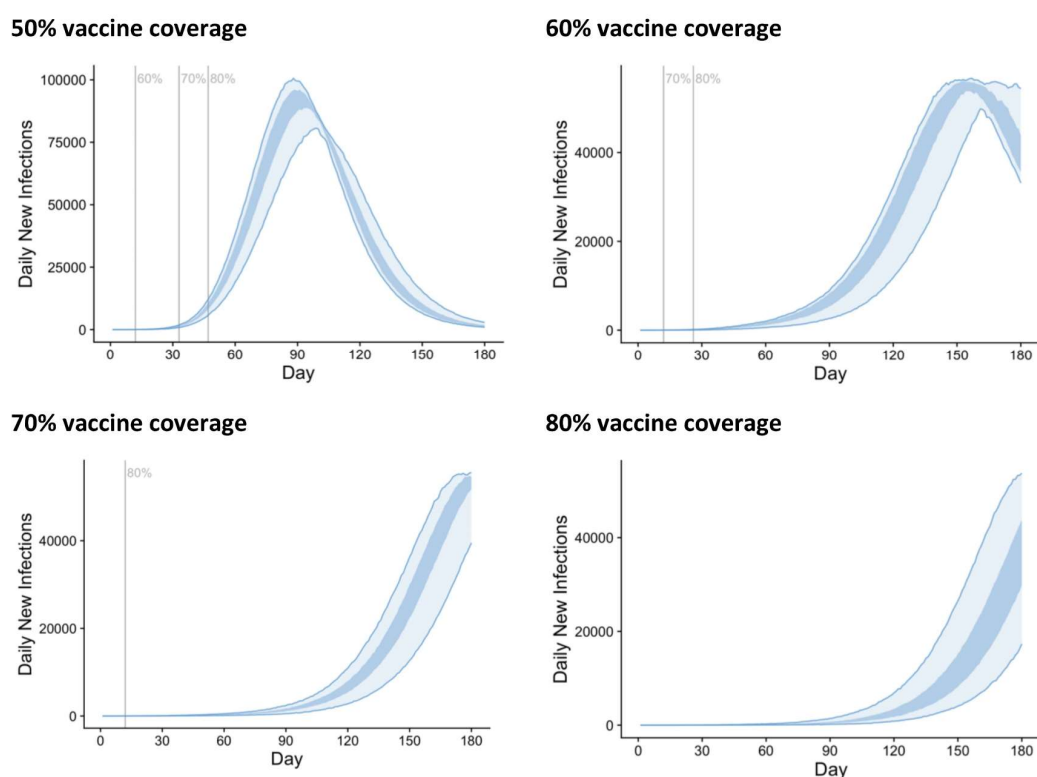 50% vaccine coverage
60% 70% 80%
100000
75000
50000
25000
0
Daily New Infections
0 30 60 90 120 150 180
Day
60% vaccine coverage
70% 80%
40000
20000
0
Daily New Infections
0 30 60 90 120 150 180
Day
70% vaccine coverage
80%
40000
20000
0
Daily New Infections
0 30 60 90 120 150 180
Day
80% vaccine coverage
40000
20000
0
Daily New Infections
0 30 60 90 120 150 180
Day